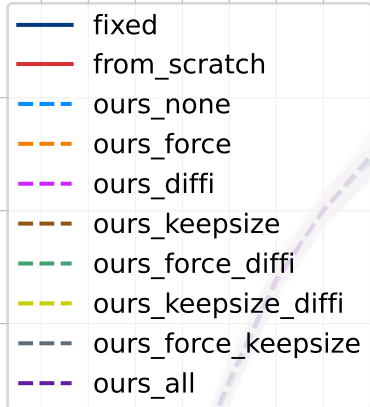 fixed
from_scratch
ours_none
ours_force
ours_diffi
ours_keepsize
ours_force_diffi
ours_keepsize_diffi
ours_force_keepsize
ours_all